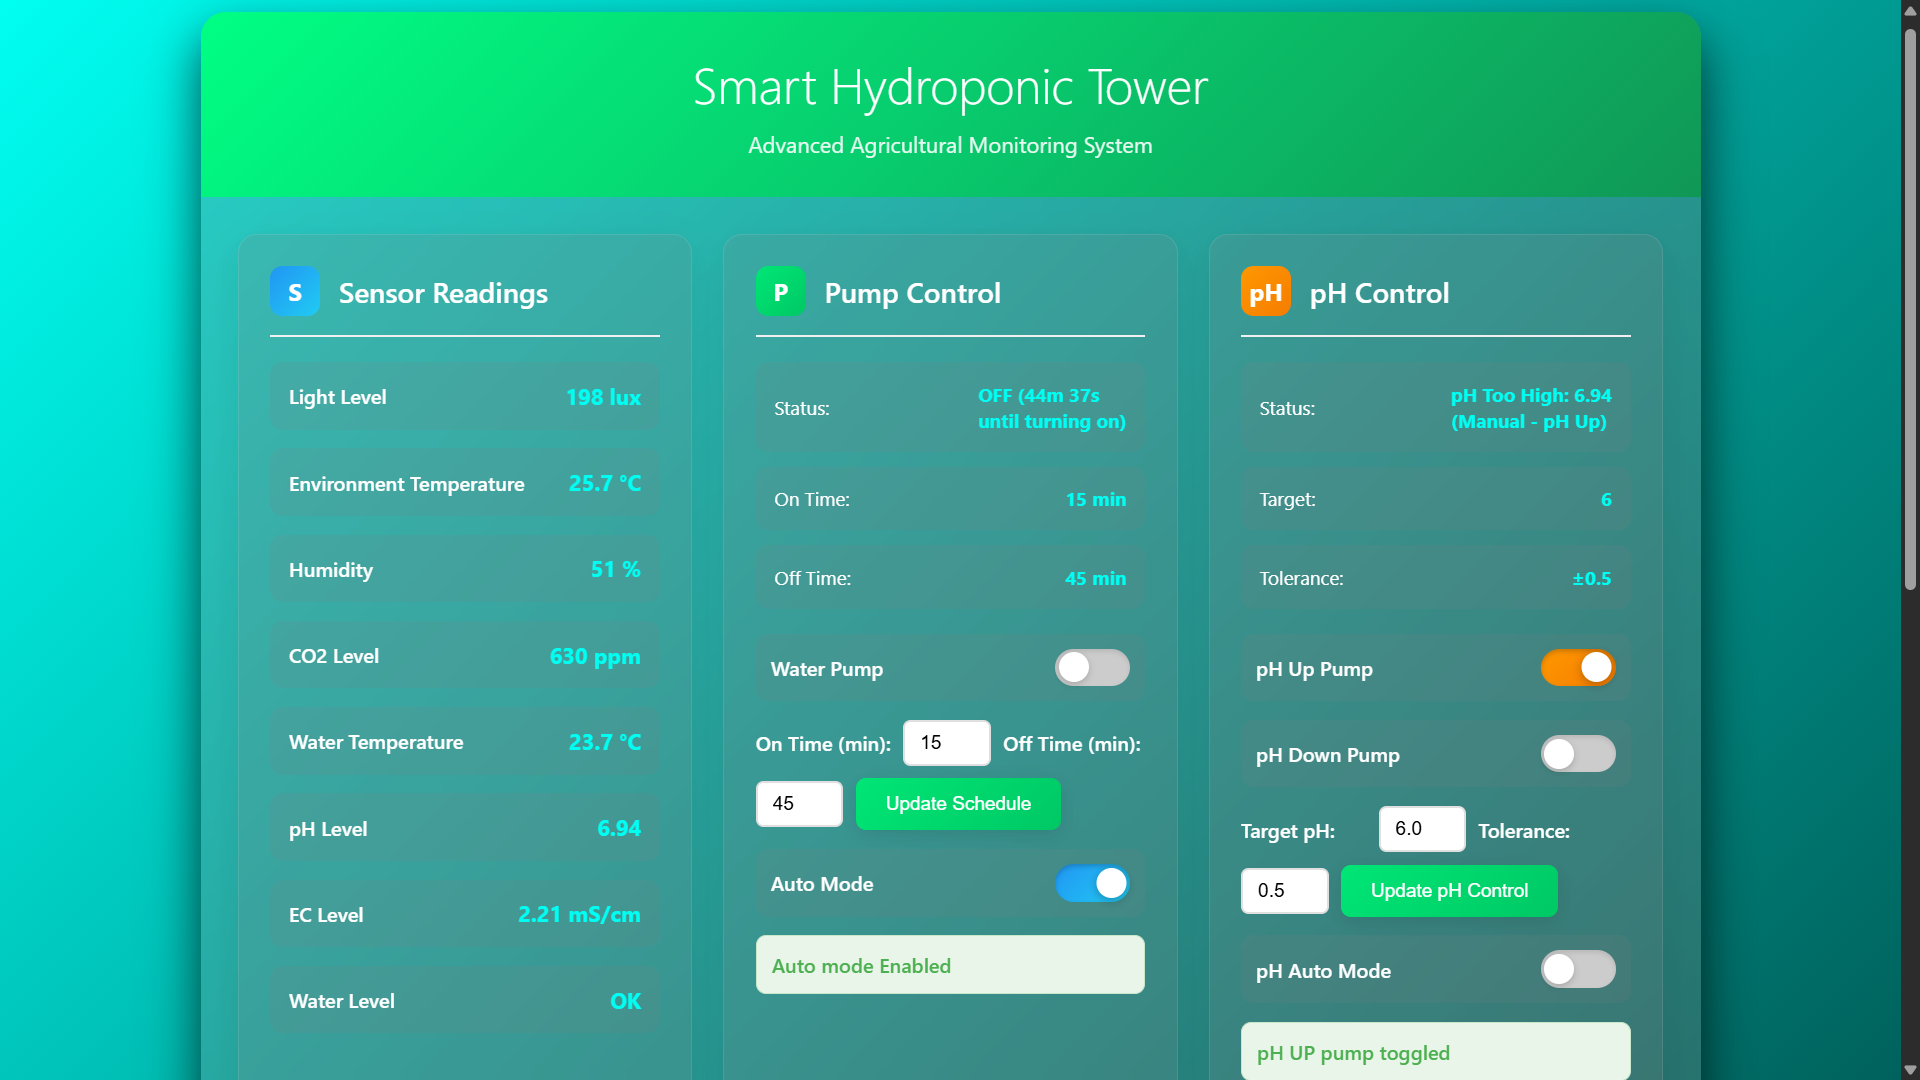 Smart Hydroponic Tower
Advanced Agricultural Monitoring System
S
Sensor Readings
Light Level
198 lux
Environment Temperature
25.7 °C
Humidity
51 %
CO2 Level
630 ppm
Water Temperature
23.7 °C
pH Level
6.94
EC Level
2.21 mS/cm
Water Level
OK
P
Pump Control
Status:
OFF (44m 37s
until turning on)
On Time:
15 min
Off Time:
45 min
Water Pump
On Time (min):
15
Off Time (min):
45
Update Schedule
Auto Mode
Auto mode Enabled
pH
pH Control
Status:
pH Too High: 6.94
(Manual - pH Up)
Target:
6
Tolerance:
±0.5
pH Up Pump
pH Down Pump
Target pH:
6.0
Tolerance:
0.5
Update pH Control
pH Auto Mode
pH UP pump toggled